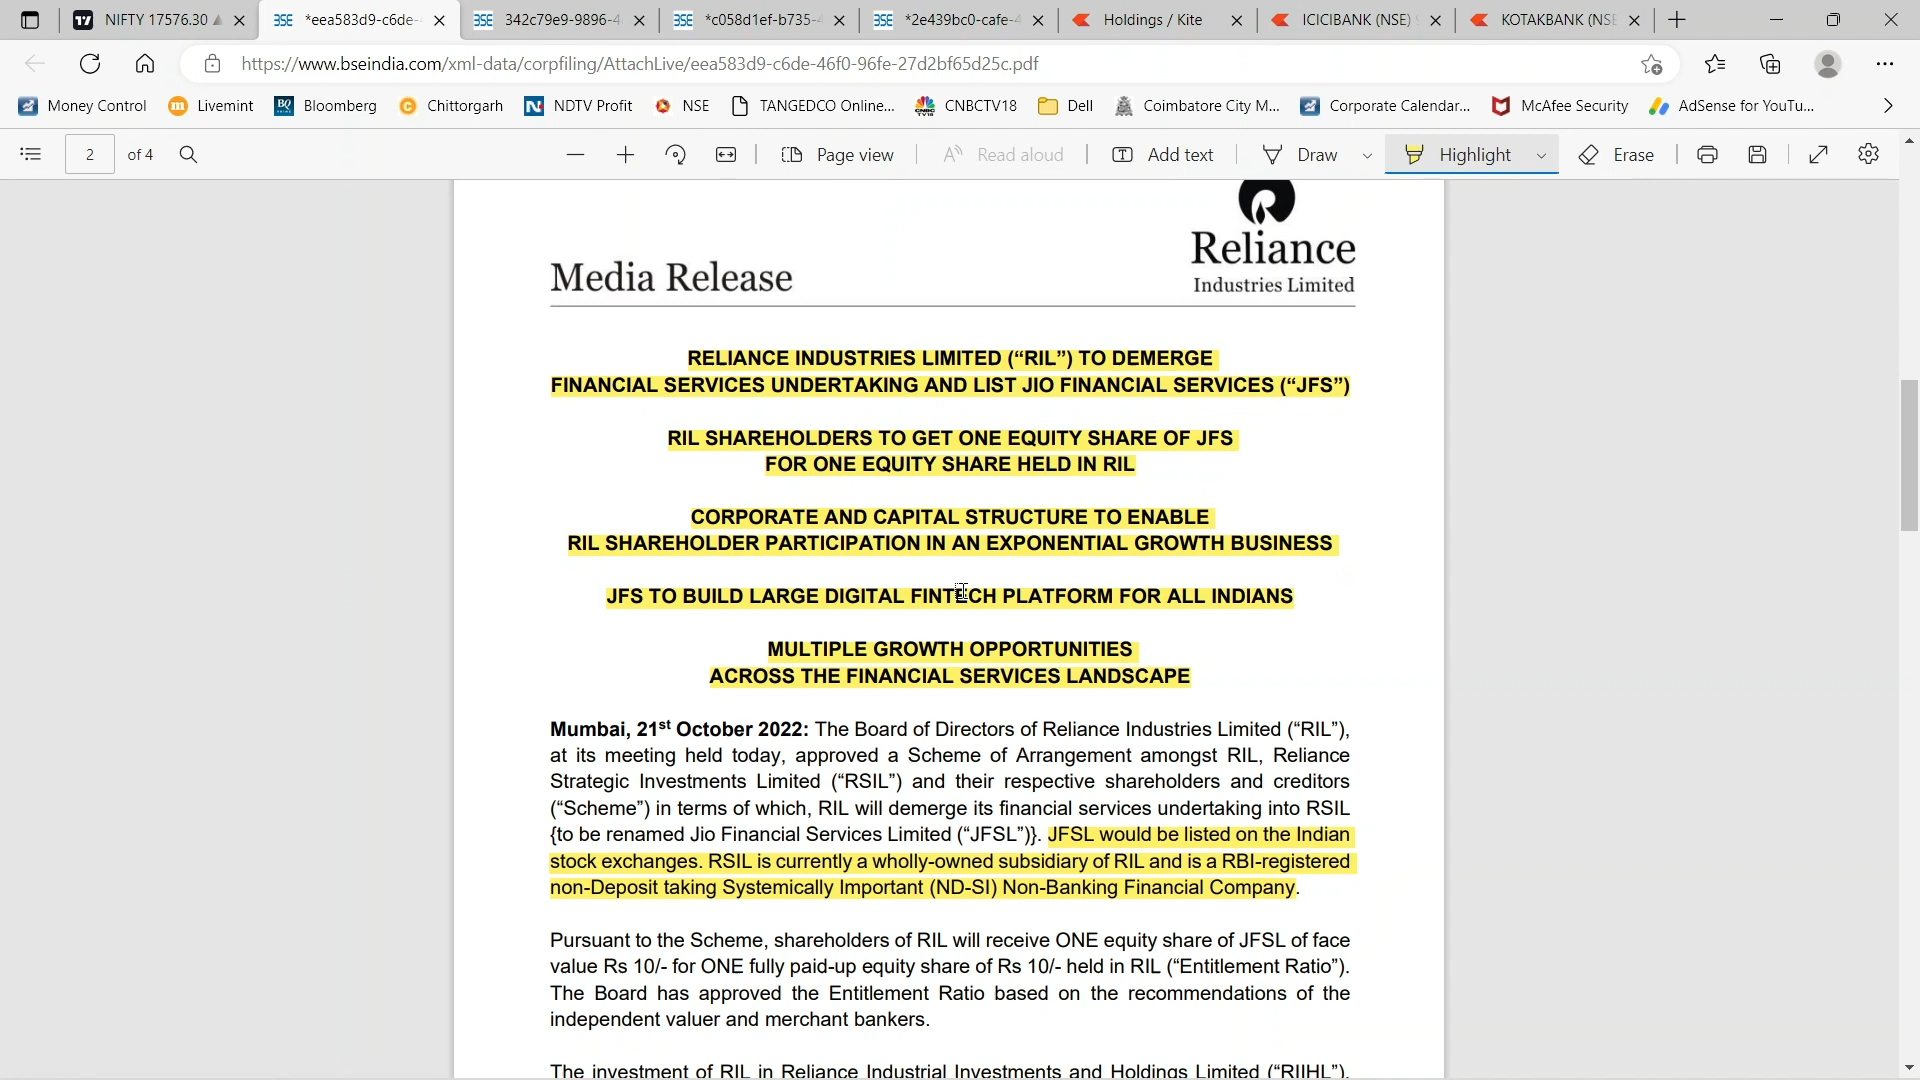 NIFTY 17576.30 ▲
*eea583d9-c6de-
342c79e9-9896-4
*c058d1ef-b735-4
*2e439bc0-cafe-4
Holdings / Kite
ICICIBANK (NSE)
KOTAKBANK (NSE
https://www.bseindia.com/xml-data/corpfiling/AttachLive/eea583d9-c6de-46f0-96fe-27d2bf65d25c.pdf
Money Control Livemint Bloomberg Chittorgarh NDTV Profit NSE TANGEDCO Online... CNBCTV18 Dell Coimbatore City M... Corporate Calendar... McAfee Security AdSense for YouTu...
2 of 4 Page view Read aloud Add text Draw Highlight Erase
Reliance
Industries Limited
Media Release
RELIANCE INDUSTRIES LIMITED (“RIL”) TO DEMERGE
FINANCIAL SERVICES UNDERTAKING AND LIST JIO FINANCIAL SERVICES (“JFS”)
RIL SHAREHOLDERS TO GET ONE EQUITY SHARE OF JFS
FOR ONE EQUITY SHARE HELD IN RIL
CORPORATE AND CAPITAL STRUCTURE TO ENABLE
RIL SHAREHOLDER PARTICIPATION IN AN EXPONENTIAL GROWTH BUSINESS
JFS TO BUILD LARGE DIGITAL FINTECH PLATFORM FOR ALL INDIANS
MULTIPLE GROWTH OPPORTUNITIES
ACROSS THE FINANCIAL SERVICES LANDSCAPE
Mumbai, 21st October 2022: The Board of Directors of Reliance Industries Limited (“RIL”),
at its meeting held today, approved a Scheme of Arrangement amongst RIL, Reliance
Strategic Investments Limited (“RSIL”) and their respective shareholders and creditors
(“Scheme”) in terms of which, RIL will demerge its financial services undertaking into RSIL
{to be renamed Jio Financial Services Limited (“JFSL”)}. JFSL would be listed on the Indian
stock exchanges. RSIL is currently a wholly-owned subsidiary of RIL and is a RBI-registered
non-Deposit taking Systemically Important (ND-SI) Non-Banking Financial Company.
Pursuant to the Scheme, shareholders of RIL will receive ONE equity share of JFSL of face
value Rs 10/- for ONE fully paid-up equity share of Rs 10/- held in RIL (“Entitlement Ratio”).
The Board has approved the Entitlement Ratio based on the recommendations of the
independent valuer and merchant bankers.
The investment of RIL in Reliance Industrial Investments and Holdings Limited (“RIIHL”),